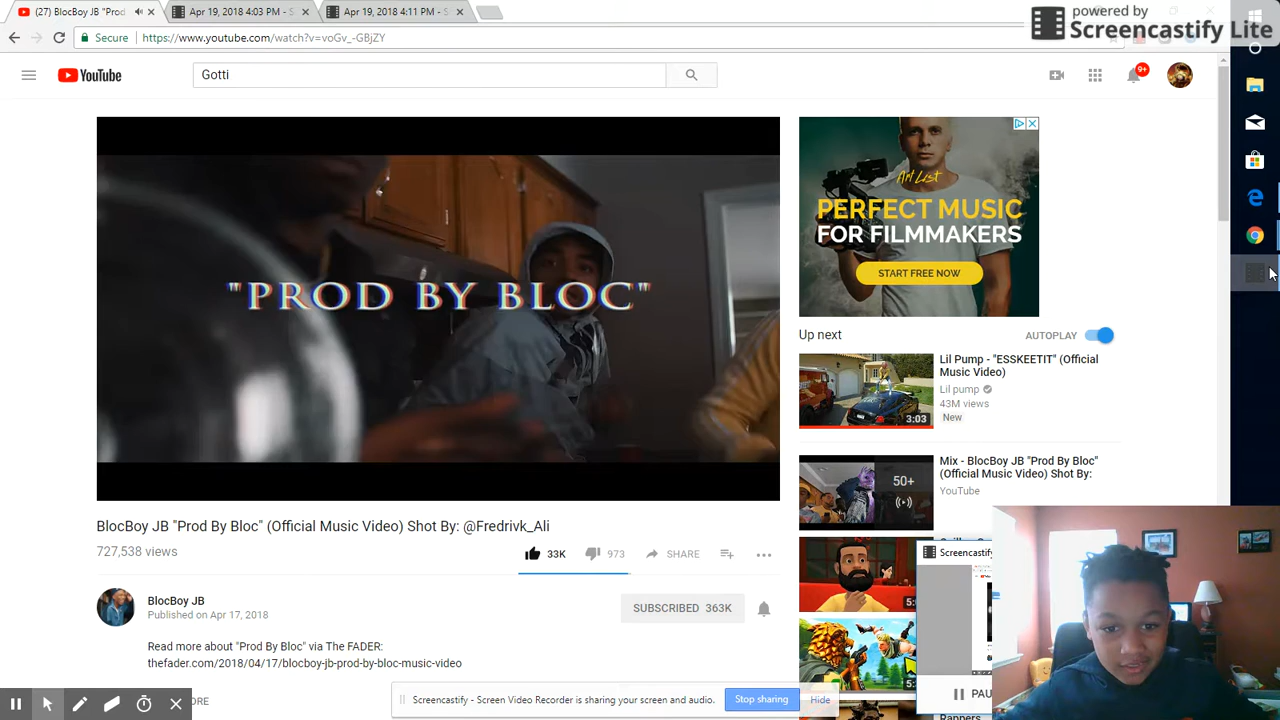 powered by
Screencastify Lite
(27) BlocBoy JB "Prod
Apr 19, 2018 4:03 PM - S
Apr 19, 2018 4:11 PM - S
Secure
https://www.youtube.com/watch?v=voGv_-GBjZY
YouTube
Gotti
9+
"PROD BY BLOC"
Art List
PERFECT MUSIC
FOR FILMMAKERS
START FREE NOW
Up next
AUTOPLAY
Lil Pump - "ESSKEETIT" (Official
Music Video)
Lil pump
43M views
New
3:03
Mix - BlocBoy JB "Prod By Bloc"
(Official Music Video) Shot By:
YouTube
50+
BlocBoy JB "Prod By Bloc" (Official Music Video) Shot By: @Fredrivk_Ali
727,538 views
33K
973
SHARE
BlocBoy JB
Published on Apr 17, 2018
SUBSCRIBED 363K
Read more about "Prod By Bloc" via The FADER:
thefader.com/2018/04/17/blocboy-jb-prod-by-bloc-music-video
Screencastify
PAU
Screencastify - Screen Video Recorder is sharing your screen and audio.
Stop sharing
Hide
Rappers